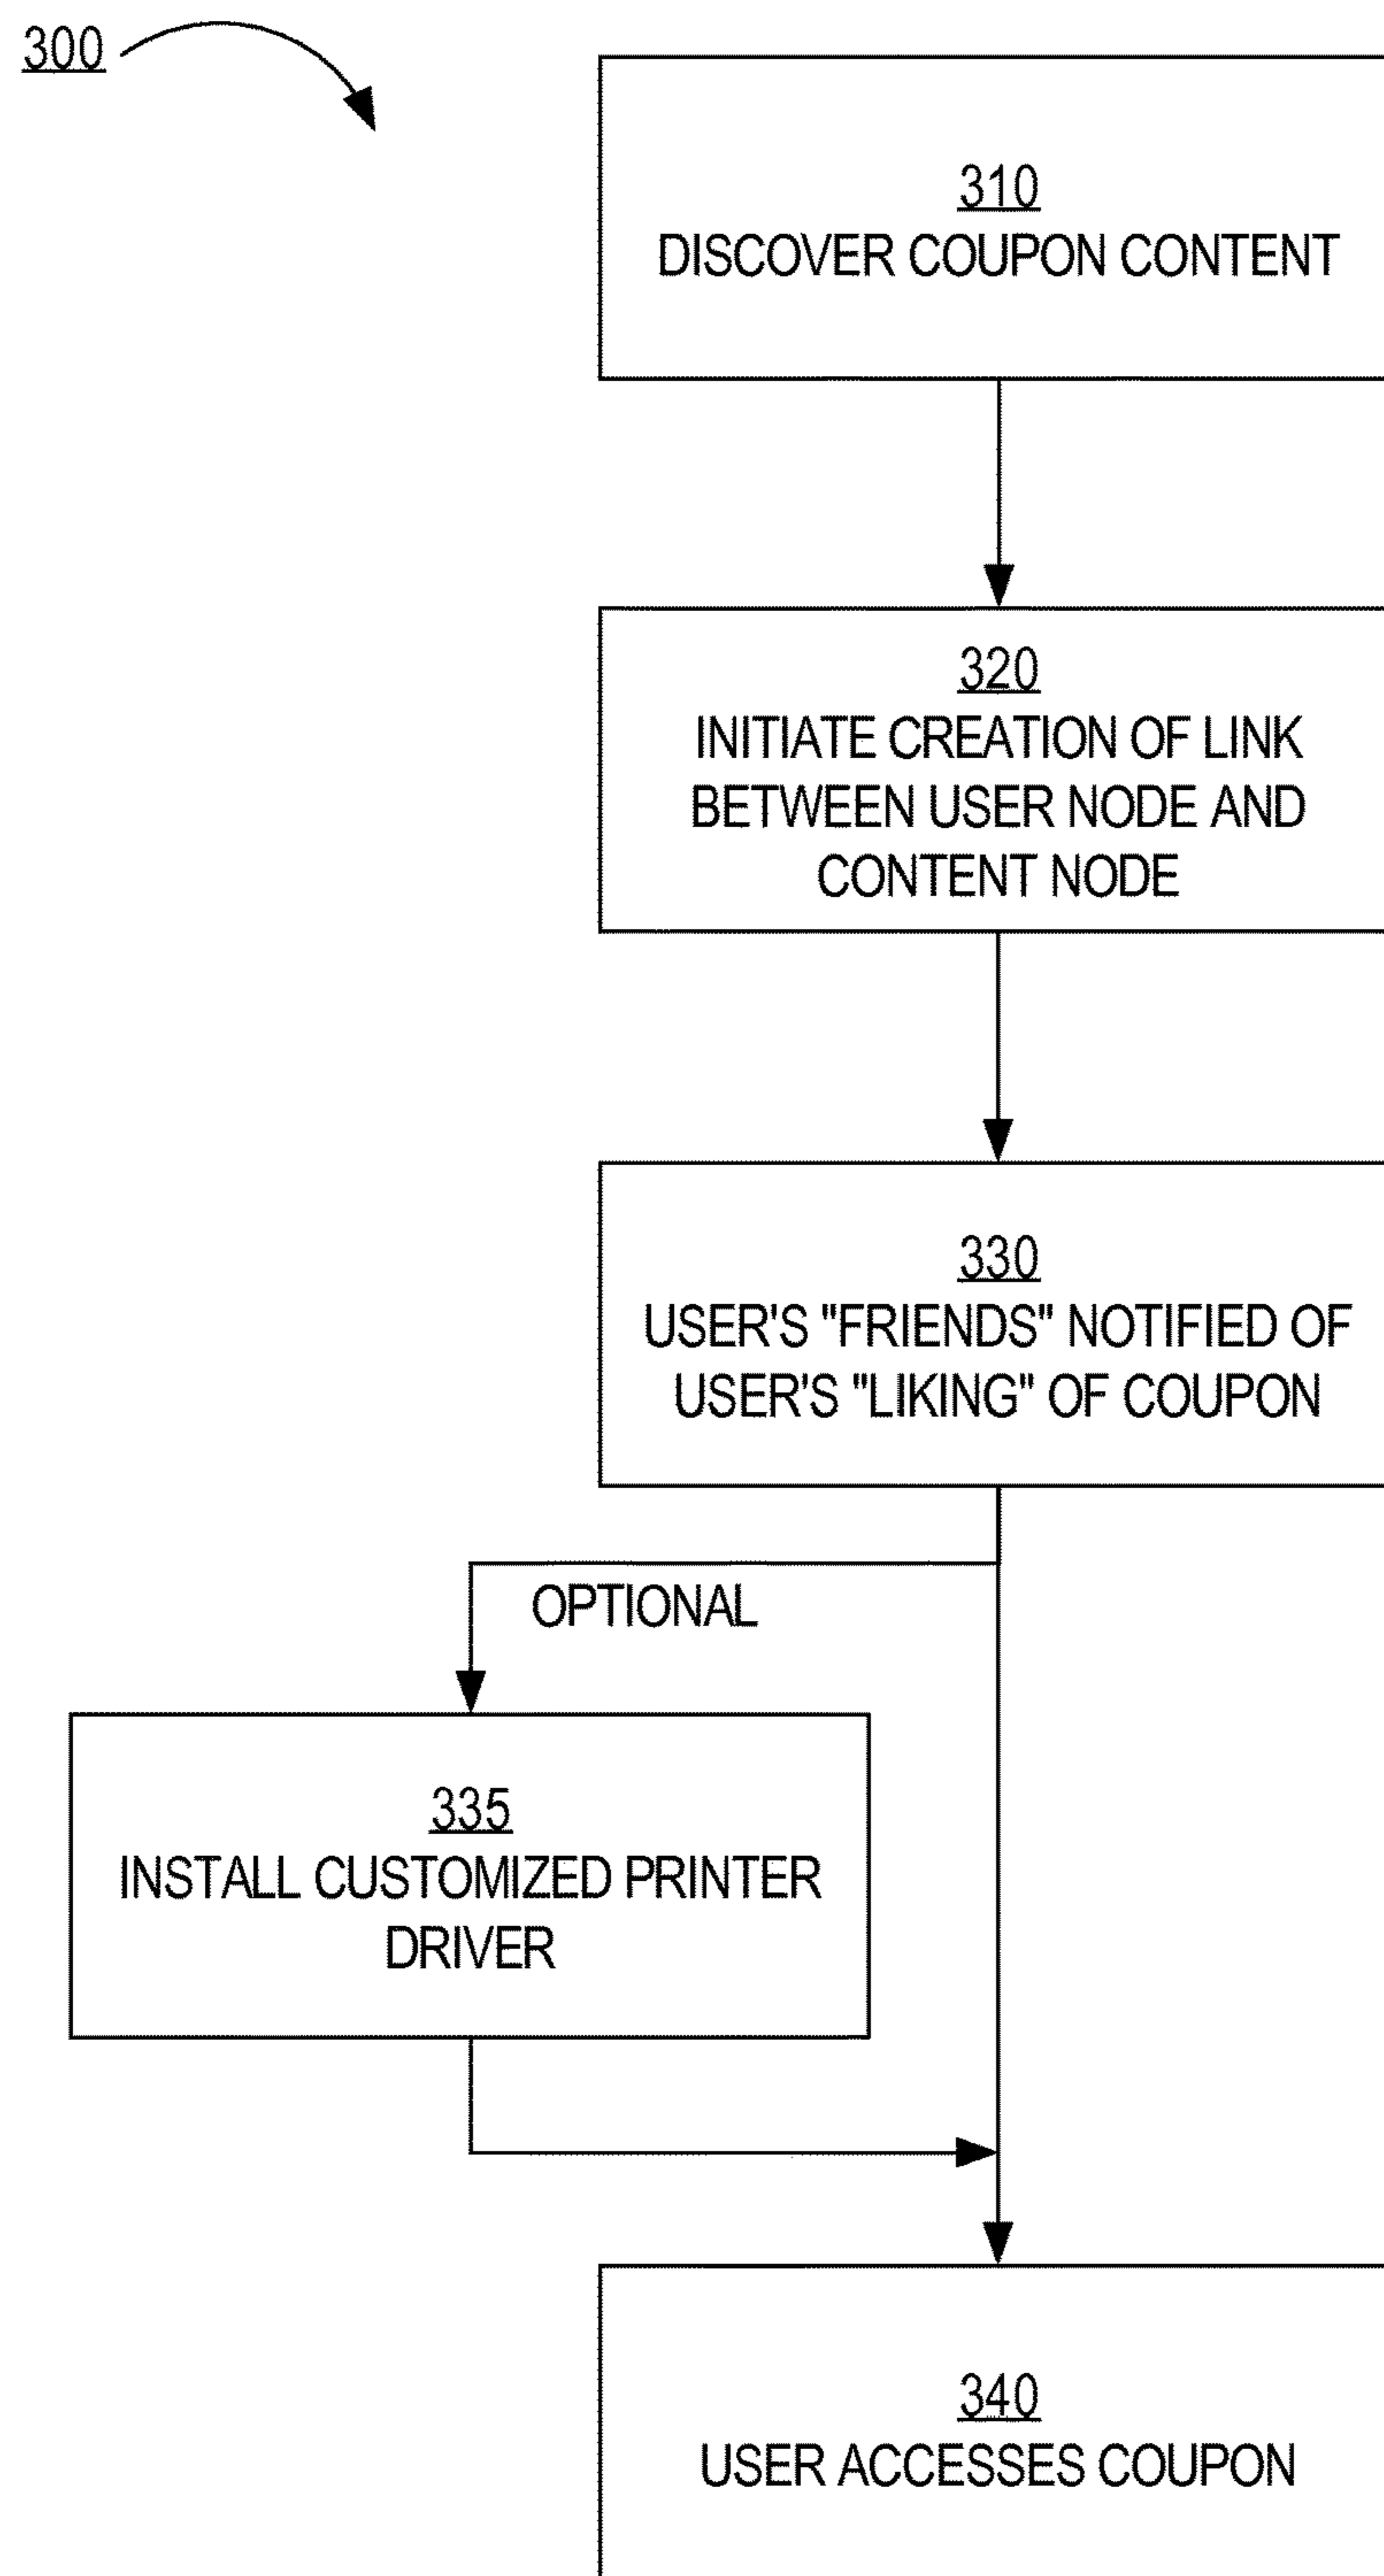 300
310
DISCOVER COUPON CONTENT
320
INITIATE CREATION OF LINK
BETWEEN USER NODE AND
CONTENT NODE
330
USER'S "FRIENDS" NOTIFIED OF
USER'S "LIKING" OF COUPON
OPTIONAL
335
INSTALL CUSTOMIZED PRINTER
DRIVER
340
USER ACCESSES COUPON